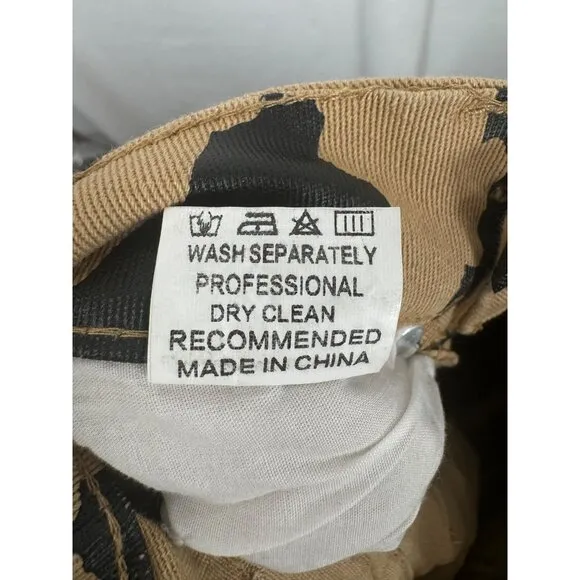 WASH SEPARATELY
PROFESSIONAL
DRY CLEAN
RECOMMENDED
MADE IN CHINA